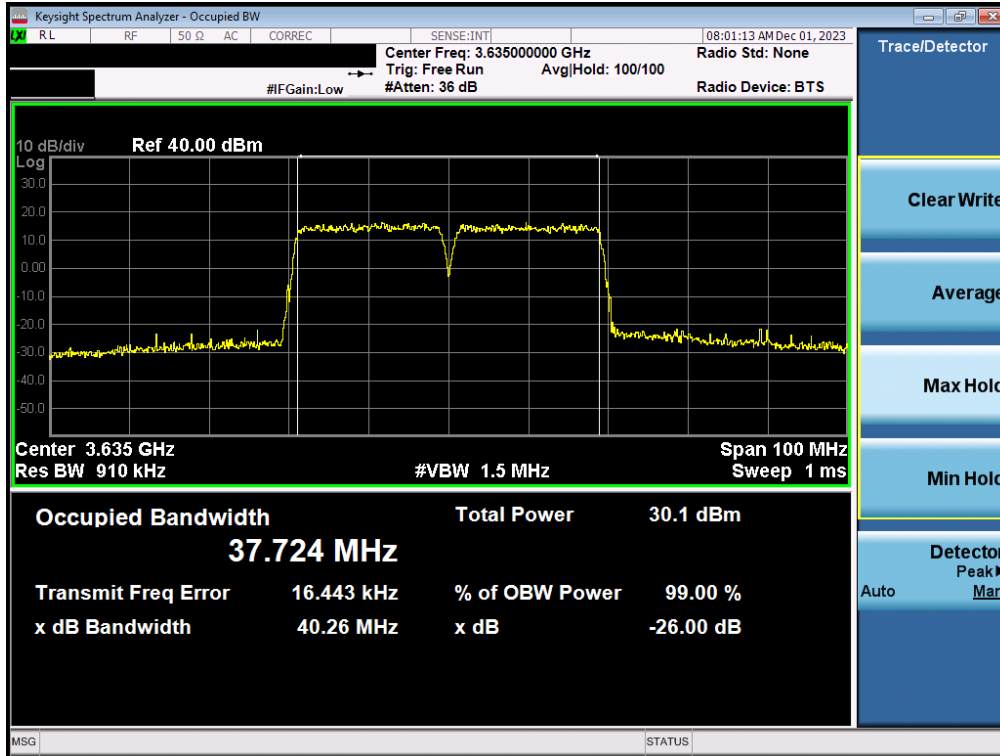 Keysight Spectrum Analyzer - Occupied BW
LXI RL RF 50 Ω AC CORREC SENSE:INT 08:01:13 AM Dec 01, 2023
Center Freq: 3.635000000 GHz Radio Std: None
Trig: Free Run Avg|Hold: 100/100
#IFGain:Low #Atten: 36 dB Radio Device: BTS
10 dB/div Ref 40.00 dBm
Log
30.0
20.0
10.0
0.00
-10.0
-20.0
-30.0
-40.0
-50.0
Center 3.635 GHz Span 100 MHz
Res BW 910 kHz #VBW 1.5 MHz Sweep 1 ms
Occupied Bandwidth Total Power 30.1 dBm
37.724 MHz
Transmit Freq Error 16.443 kHz % of OBW Power 99.00 %
x dB Bandwidth 40.26 MHz x dB -26.00 dB
MSG STATUS
Trace/Detector
Clear Write
Average
Max Hold
Min Hold
Detector
Peak▶
Auto Man